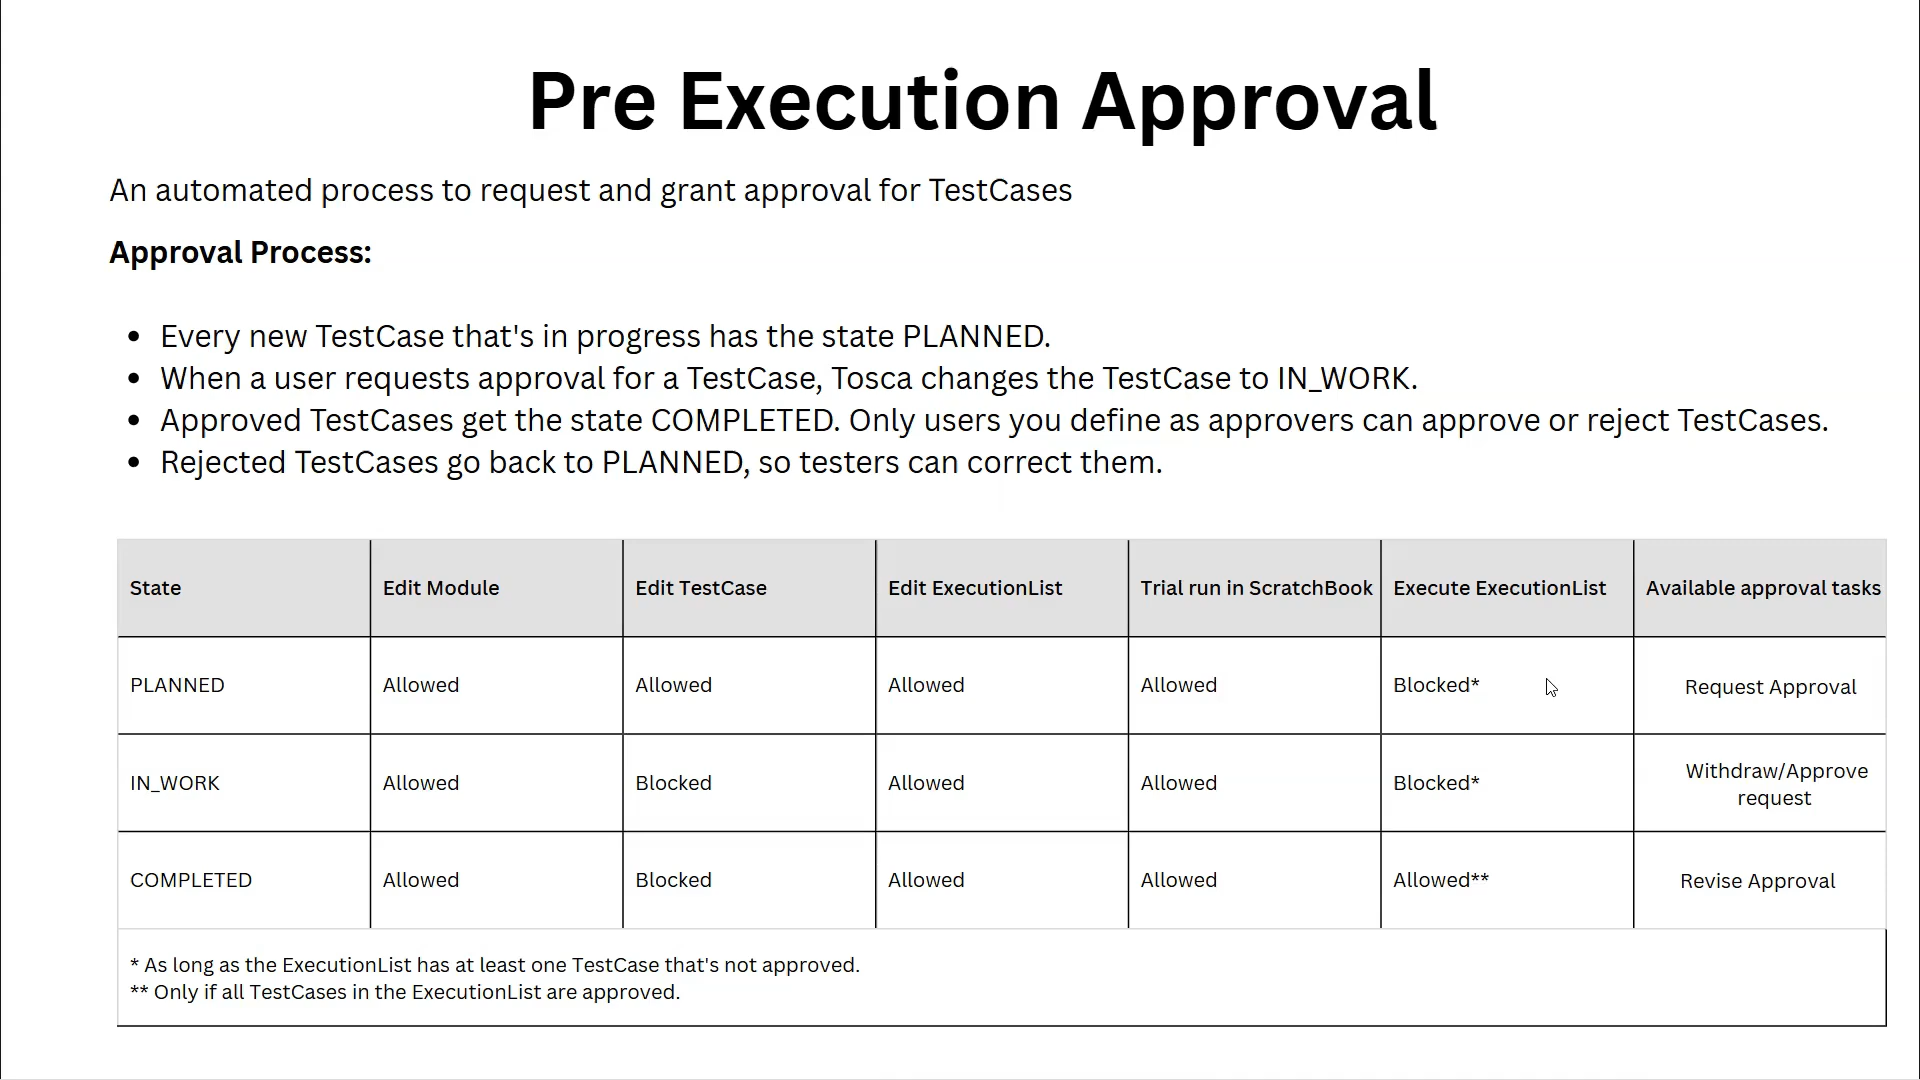 Pre Execution Approval
An automated process to request and grant approval for TestCases
Approval Process:
• Every new TestCase that's in progress has the state PLANNED.
• When a user requests approval for a TestCase, Tosca changes the TestCase to IN_WORK.
• Approved TestCases get the state COMPLETED. Only users you define as approvers can approve or reject TestCases.
• Rejected TestCases go back to PLANNED, so testers can correct them.
State Edit Module Edit TestCase Edit ExecutionList Trial run in ScratchBook Execute ExecutionList Available approval tasks
PLANNED Allowed Allowed Allowed Allowed Blocked* Request Approval
IN_WORK Allowed Blocked Allowed Allowed Blocked* Withdraw/Approve
request
COMPLETED Allowed Blocked Allowed Allowed Allowed** Revise Approval
* As long as the ExecutionList has at least one TestCase that's not approved.
** Only if all TestCases in the ExecutionList are approved.